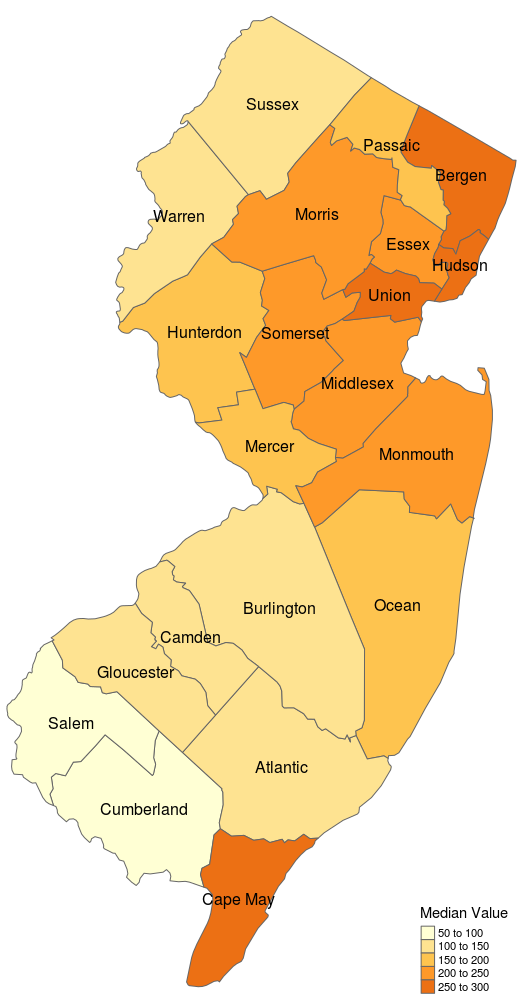 Sussex
Passaic
Bergen
Warren
Morris
Essex
Hudson
Union
Hunterdon
Somerset
Middlesex
Mercer
Monmouth
Burlington
Ocean
Camden
Gloucester
Salem
Atlantic
Cumberland
Cape May
Median Value
50 to 100
100 to 150
150 to 200
200 to 250
250 to 300